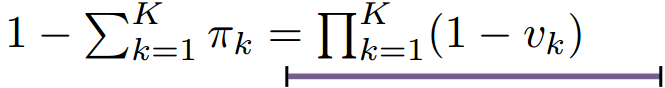 1 − ∑_{k=1}^{K} π_k = ∏_{k=1}^{K} (1 − v_k)